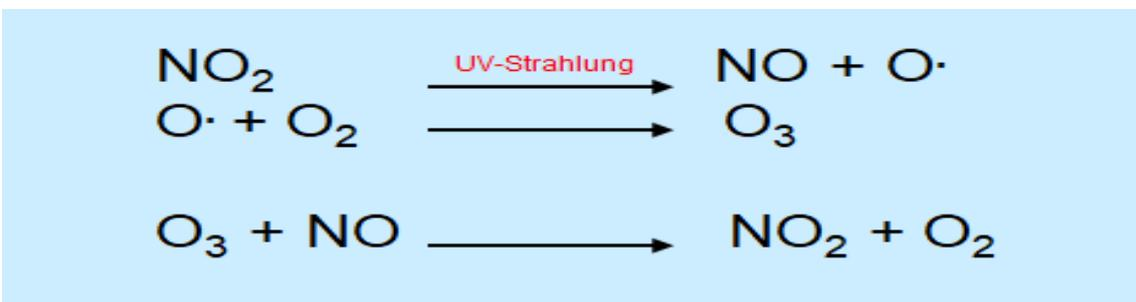 NO₂ UV-Strahlung NO + O·
O· + O₂ O₃
O₃ + NO NO₂ + O₂